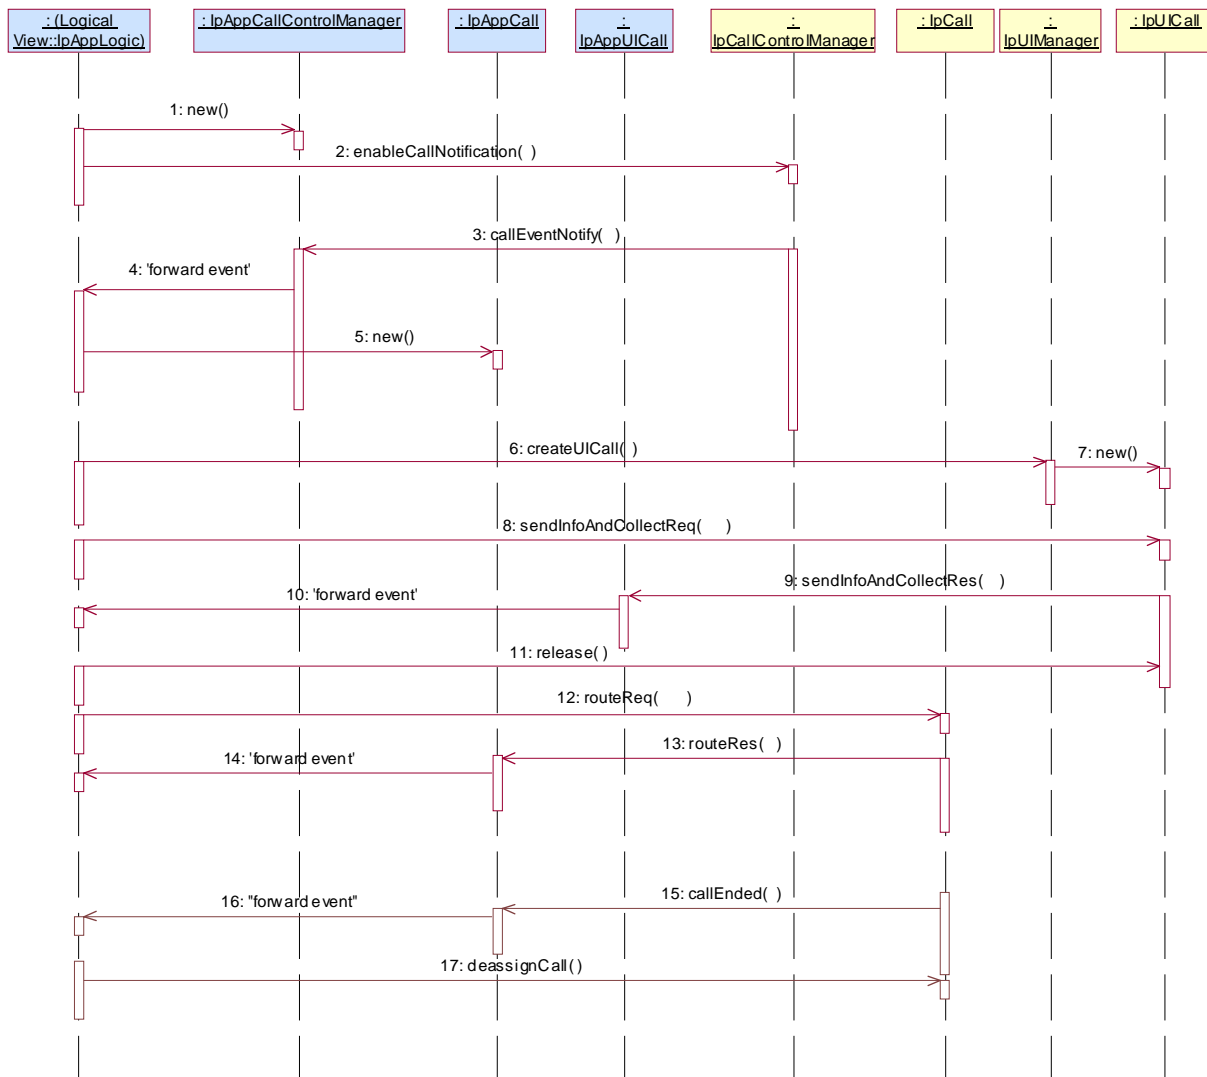 : (Logical
View::IpAppLogic)
: IpAppCallControlManager
: IpAppCall
:
IpAppUICall
:
IpCallControlManager
: IpCall
:
IpUIManager
: IpUICall
1: new()
2: enableCallNotification( )
3: callEventNotify( )
4: 'forward event'
5: new()
6: createUICall( )
7: new()
8: sendInfoAndCollectReq( )
9: sendInfoAndCollectRes( )
10: 'forward event'
11: release( )
12: routeReq( )
13: routeRes( )
14: 'forward event'
15: callEnded( )
16: "forward event"
17: deassignCall( )